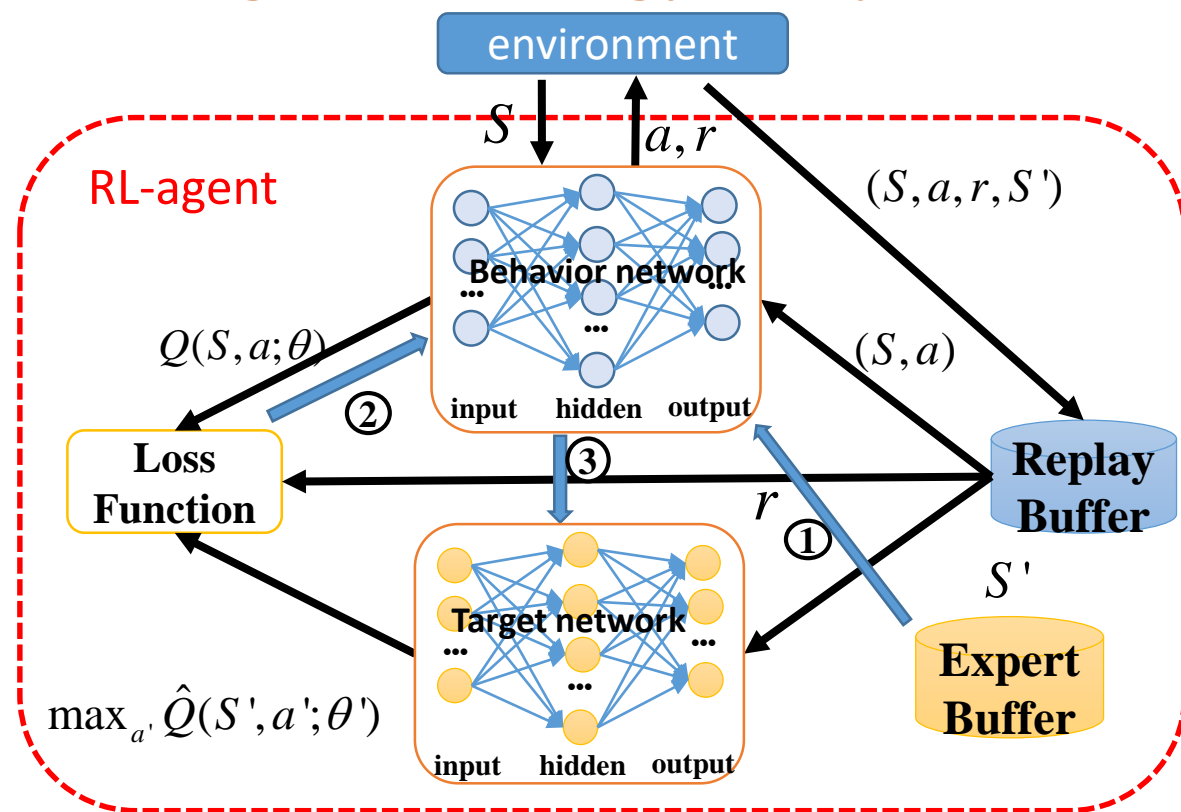 environment
S
a, r
RL-agent
(S, a, r, S')
Behavior network
...
...
...
Q(S, a; θ)
(S, a)
②
input hidden output
③
Loss
Function
Replay
Buffer
r
①
S'
Target network
...
...
...
Expert
Buffer
max_{a'} Q̂(S', a'; θ')
input hidden output